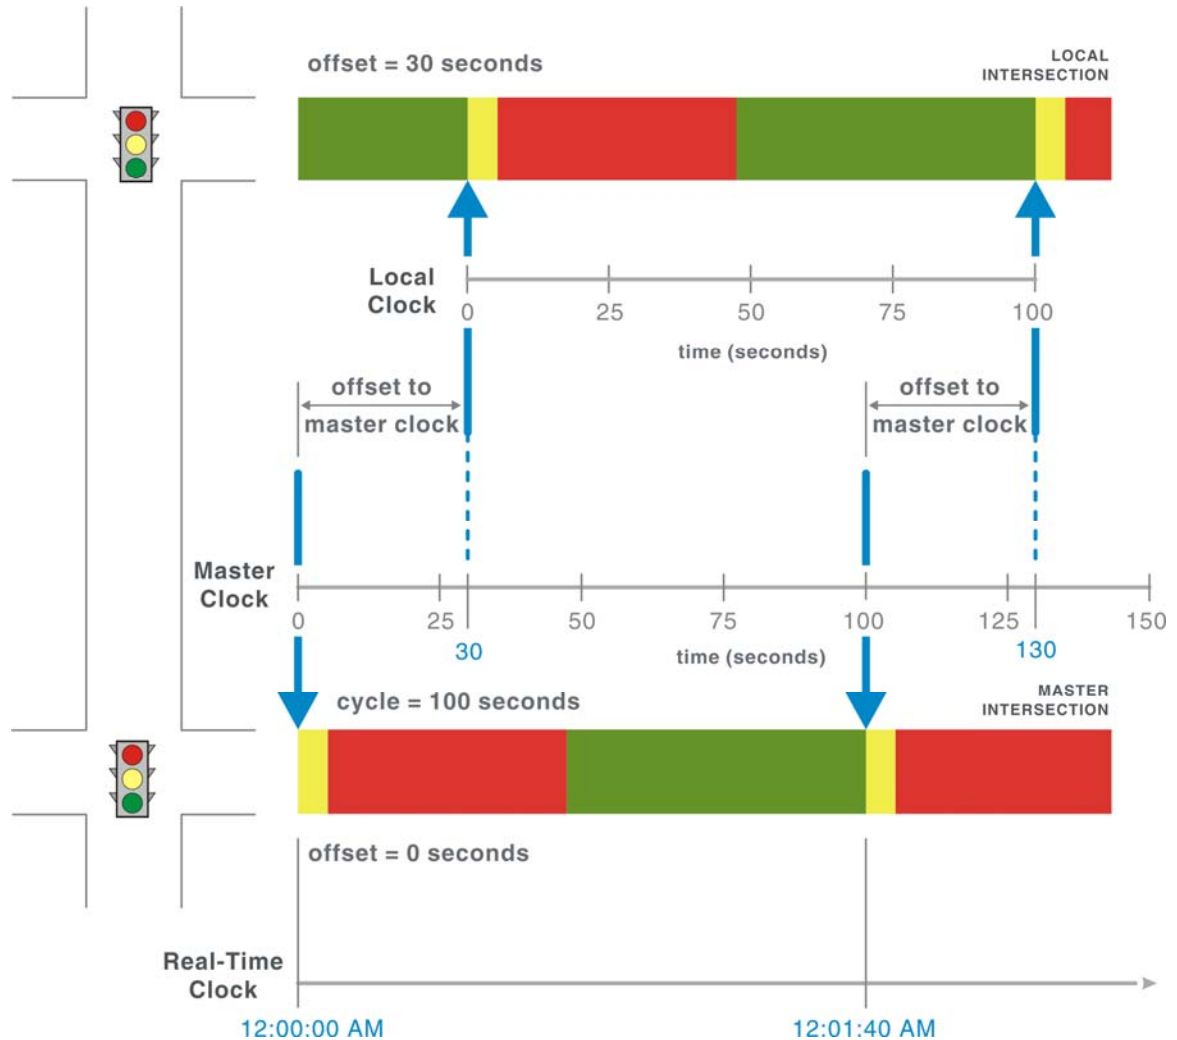 offset = 30 seconds
LOCAL
INTERSECTION
Local
Clock
0 25 50 75 100
time (seconds)
offset to
master clock
offset to
master clock
Master
Clock
0 25 50 75 100 125 150
30 130
time (seconds)
cycle = 100 seconds
MASTER
INTERSECTION
offset = 0 seconds
Real-Time
Clock
12:00:00 AM 12:01:40 AM